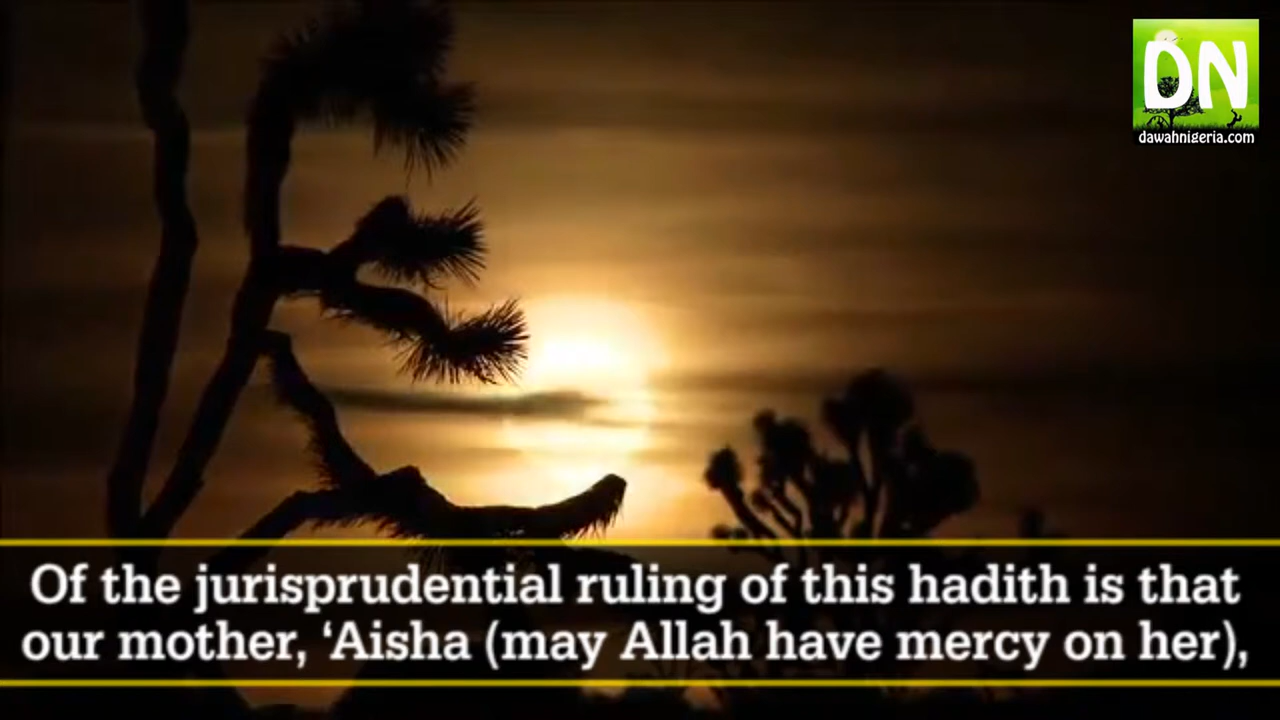 DN
dawahnigeria.com
Of the jurisprudential ruling of this hadith is that
our mother, ‘Aisha (may Allah have mercy on her),